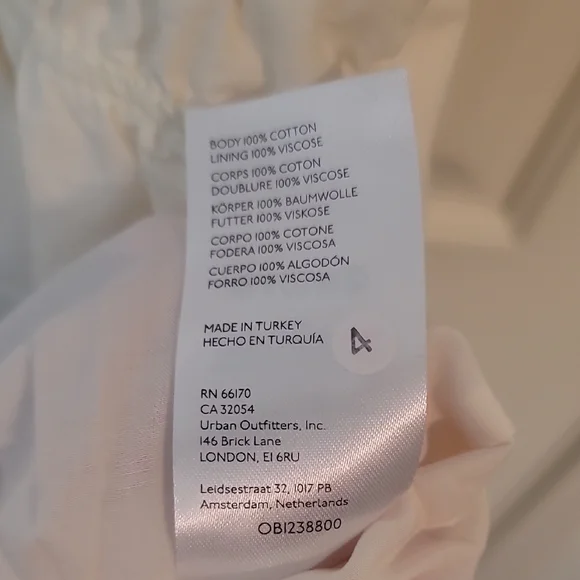 BODY 100% COTTON
LINING 100% VISCOSE
CORPS 100% COTON
DOUBLURE 100% VISCOSE
KÖRPER 100% BAUMWOLLE
FUTTER 100% VISKOSE
CORPO 100% COTONE
FODERA 100% VISCOSA
CUERPO 100% ALGODÓN
FORRO 100% VISCOSA
MADE IN TURKEY
HECHO EN TURQUÍA
4
RN 66170
CA 32054
Urban Outfitters, Inc.
146 Brick Lane
LONDON, E1 6RU
Leidsestraat 32, 1017 PB
Amsterdam, Netherlands
OB1238800